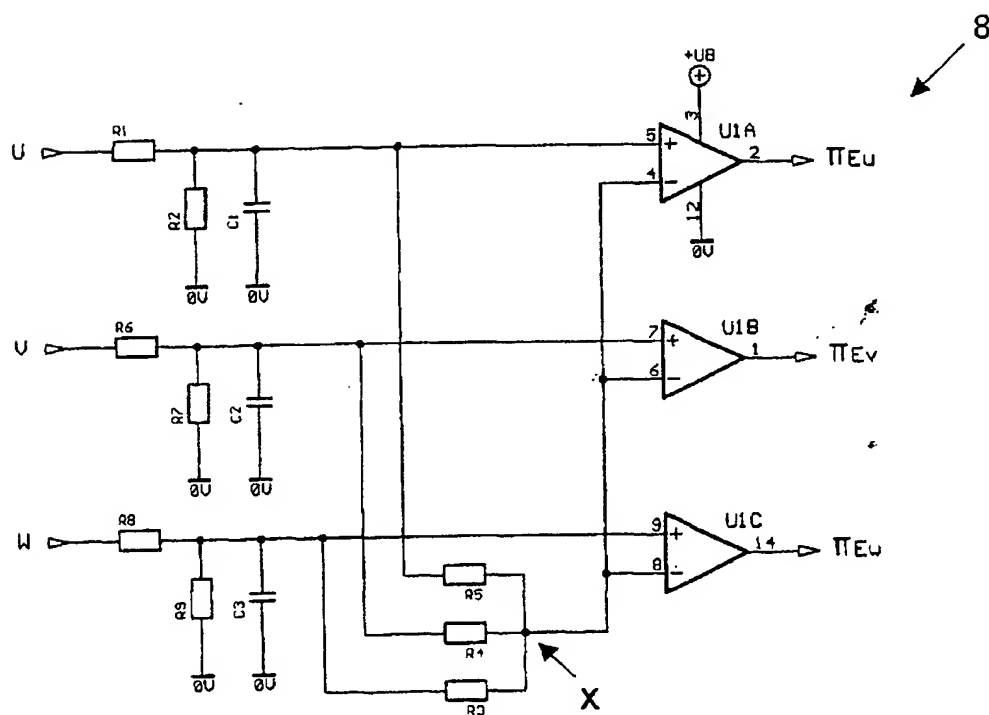 8
+UB
U R1 3 U1A
5 +
4 − 2 ΠEu
R2 C1 12
0V 0V 0V
V R6 7 + U1B
6 − 1 ΠEv
R7 C2
0V 0V
W R8 9 + U1C
8 − 14 ΠEw
R9 C3 R5
R4
0V 0V X
R3